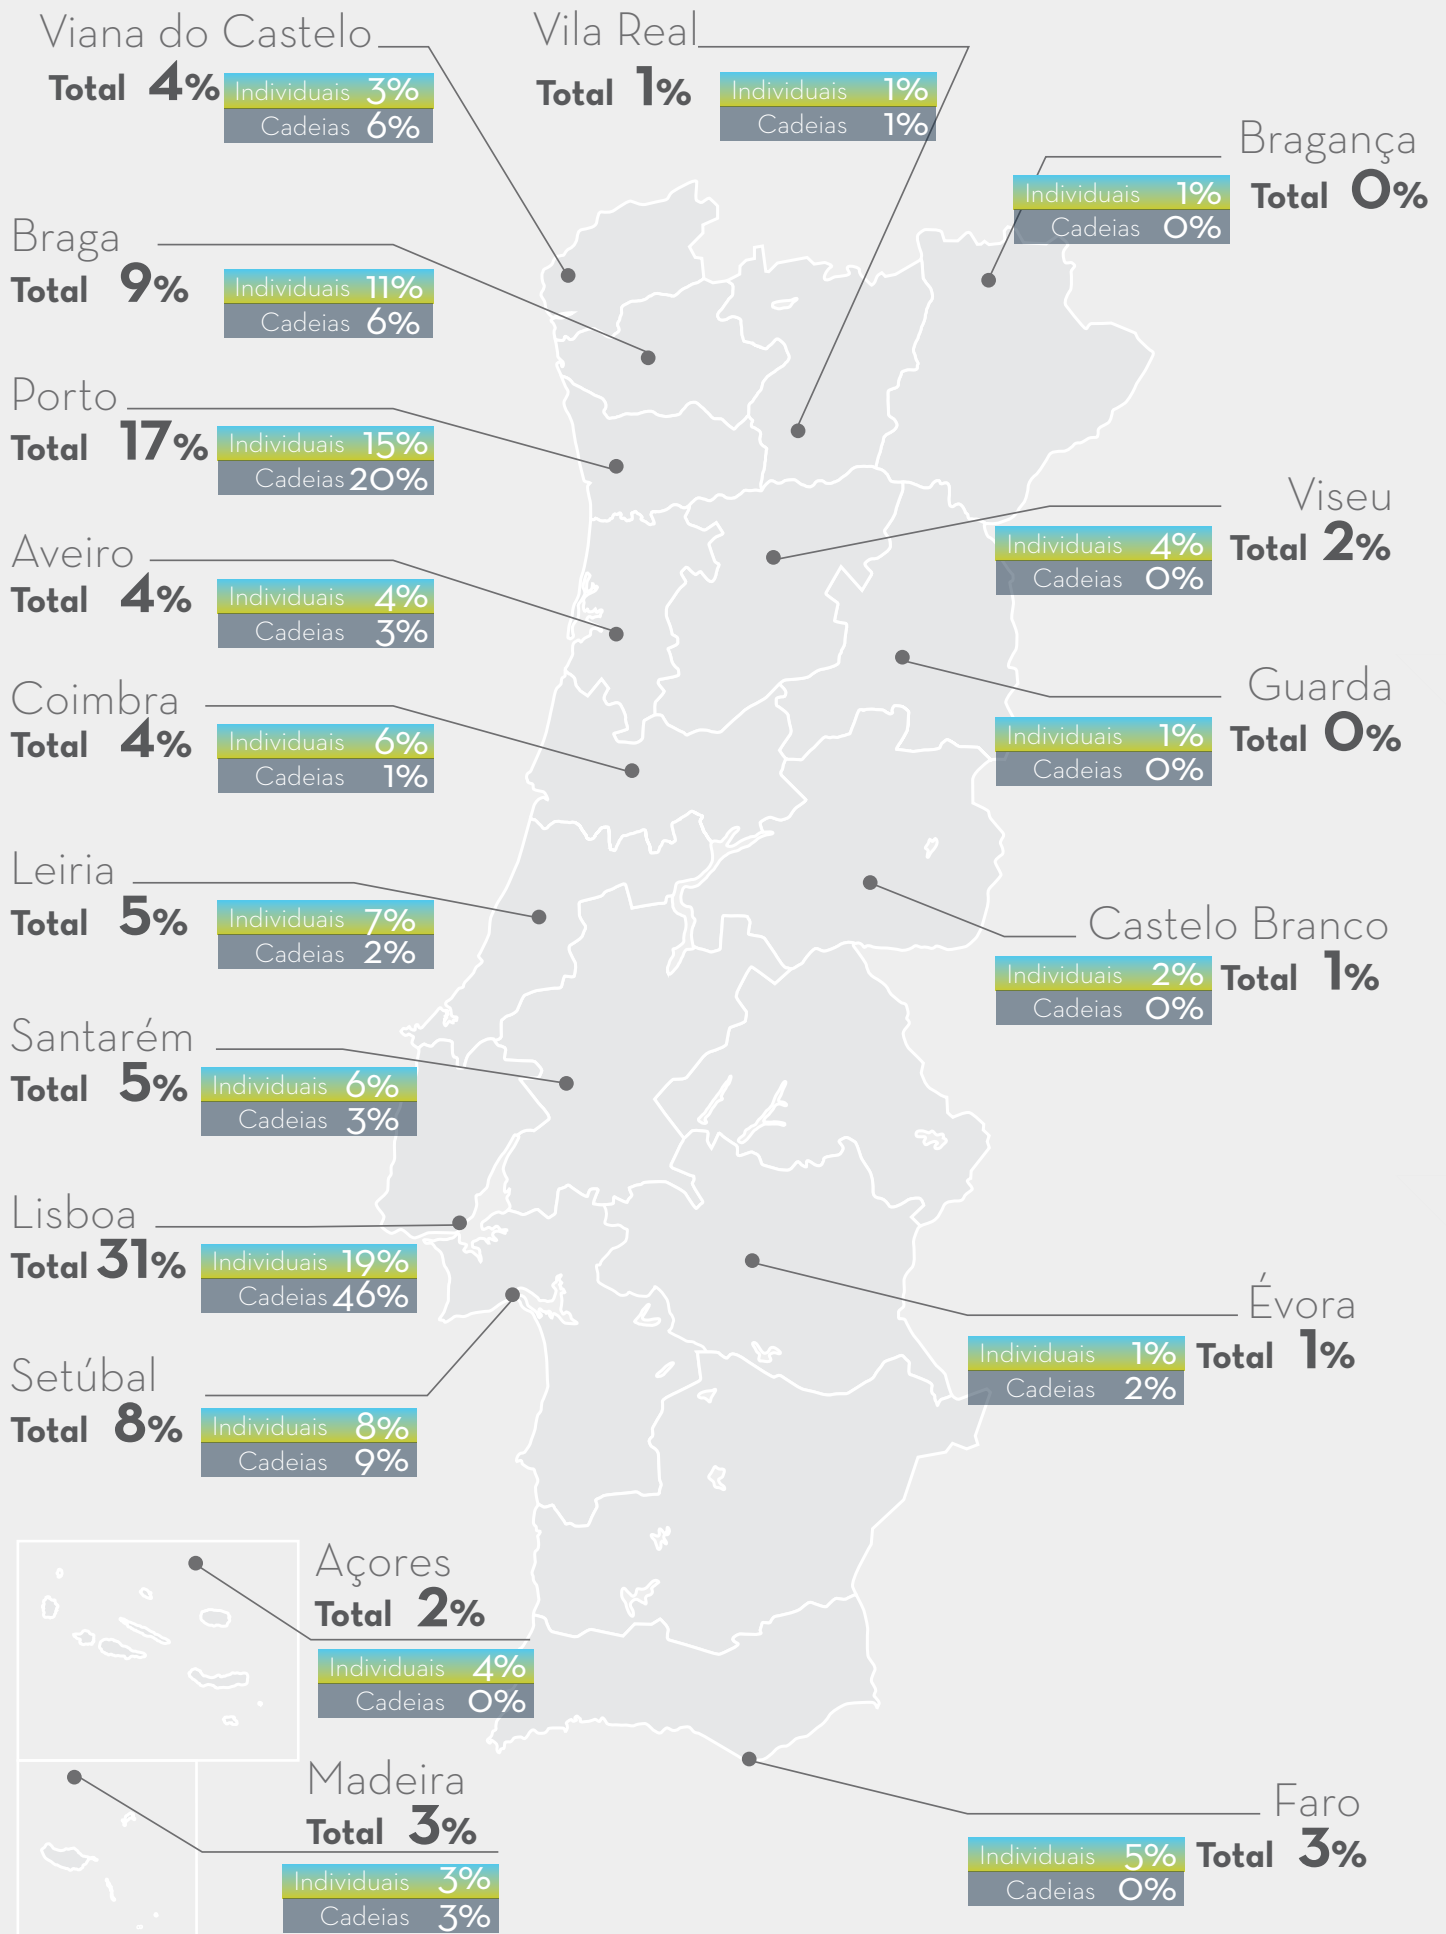 Viana do Castelo
Total 4%
Individuais 3%
Cadeias 6%
Vila Real
Total 1%
Individuais 1%
Cadeias 1%
Bragança
Individuais 1%
Cadeias 0%
Total 0%
Braga
Total 9%
Individuais 11%
Cadeias 6%
Porto
Total 17%
Individuais 15%
Cadeias 20%
Viseu
Individuais 4%
Cadeias 0%
Total 2%
Aveiro
Total 4%
Individuais 4%
Cadeias 3%
Guarda
Individuais 1%
Cadeias 0%
Total 0%
Coimbra
Total 4%
Individuais 6%
Cadeias 1%
Leiria
Total 5%
Individuais 7%
Cadeias 2%
Castelo Branco
Individuais 2%
Cadeias 0%
Total 1%
Santarém
Total 5%
Individuais 6%
Cadeias 3%
Lisboa
Total 31%
Individuais 19%
Cadeias 46%
Évora
Individuais 1%
Cadeias 2%
Total 1%
Setúbal
Total 8%
Individuais 8%
Cadeias 9%
Açores
Total 2%
Individuais 4%
Cadeias 0%
Madeira
Total 3%
Individuais 3%
Cadeias 3%
Faro
Individuais 5%
Cadeias 0%
Total 3%